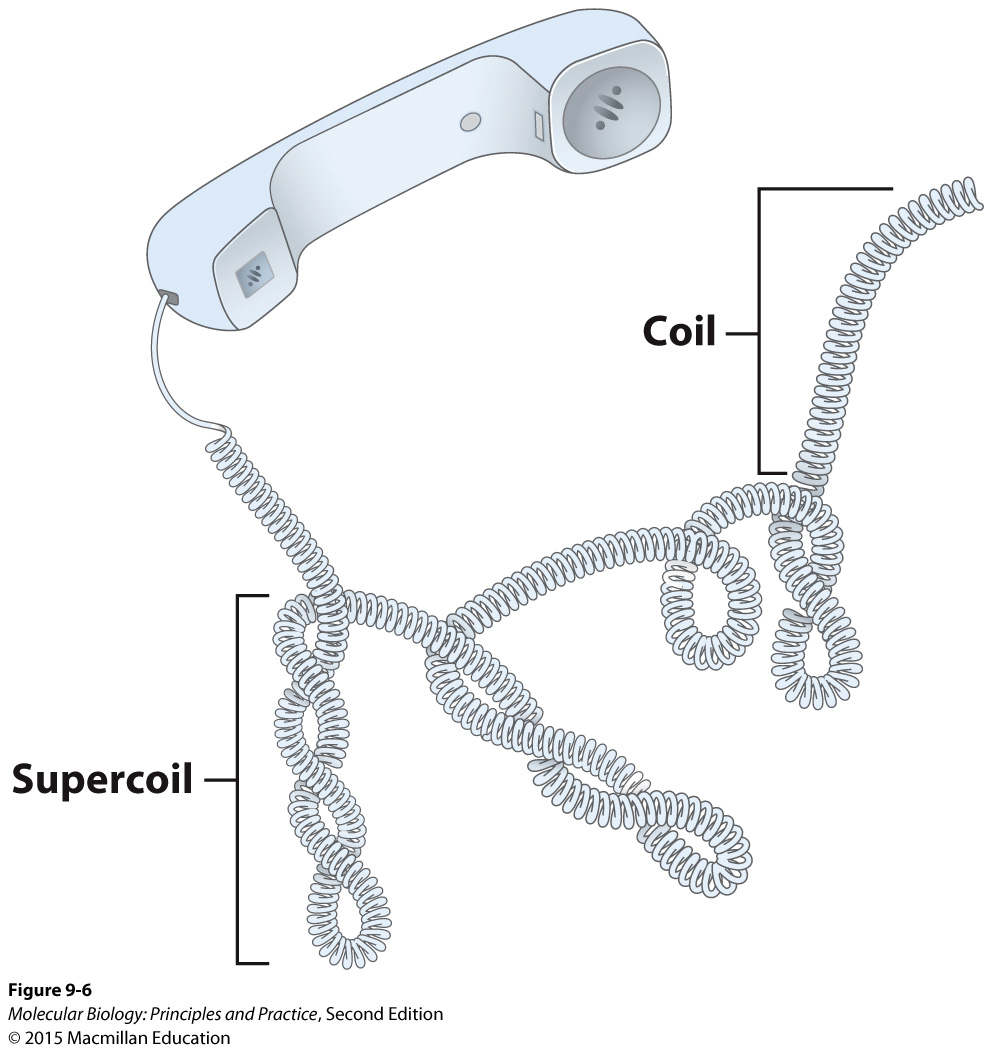 Coil
Supercoil
Figure 9-6
Molecular Biology: Principles and Practice, Second Edition
© 2015 Macmillan Education